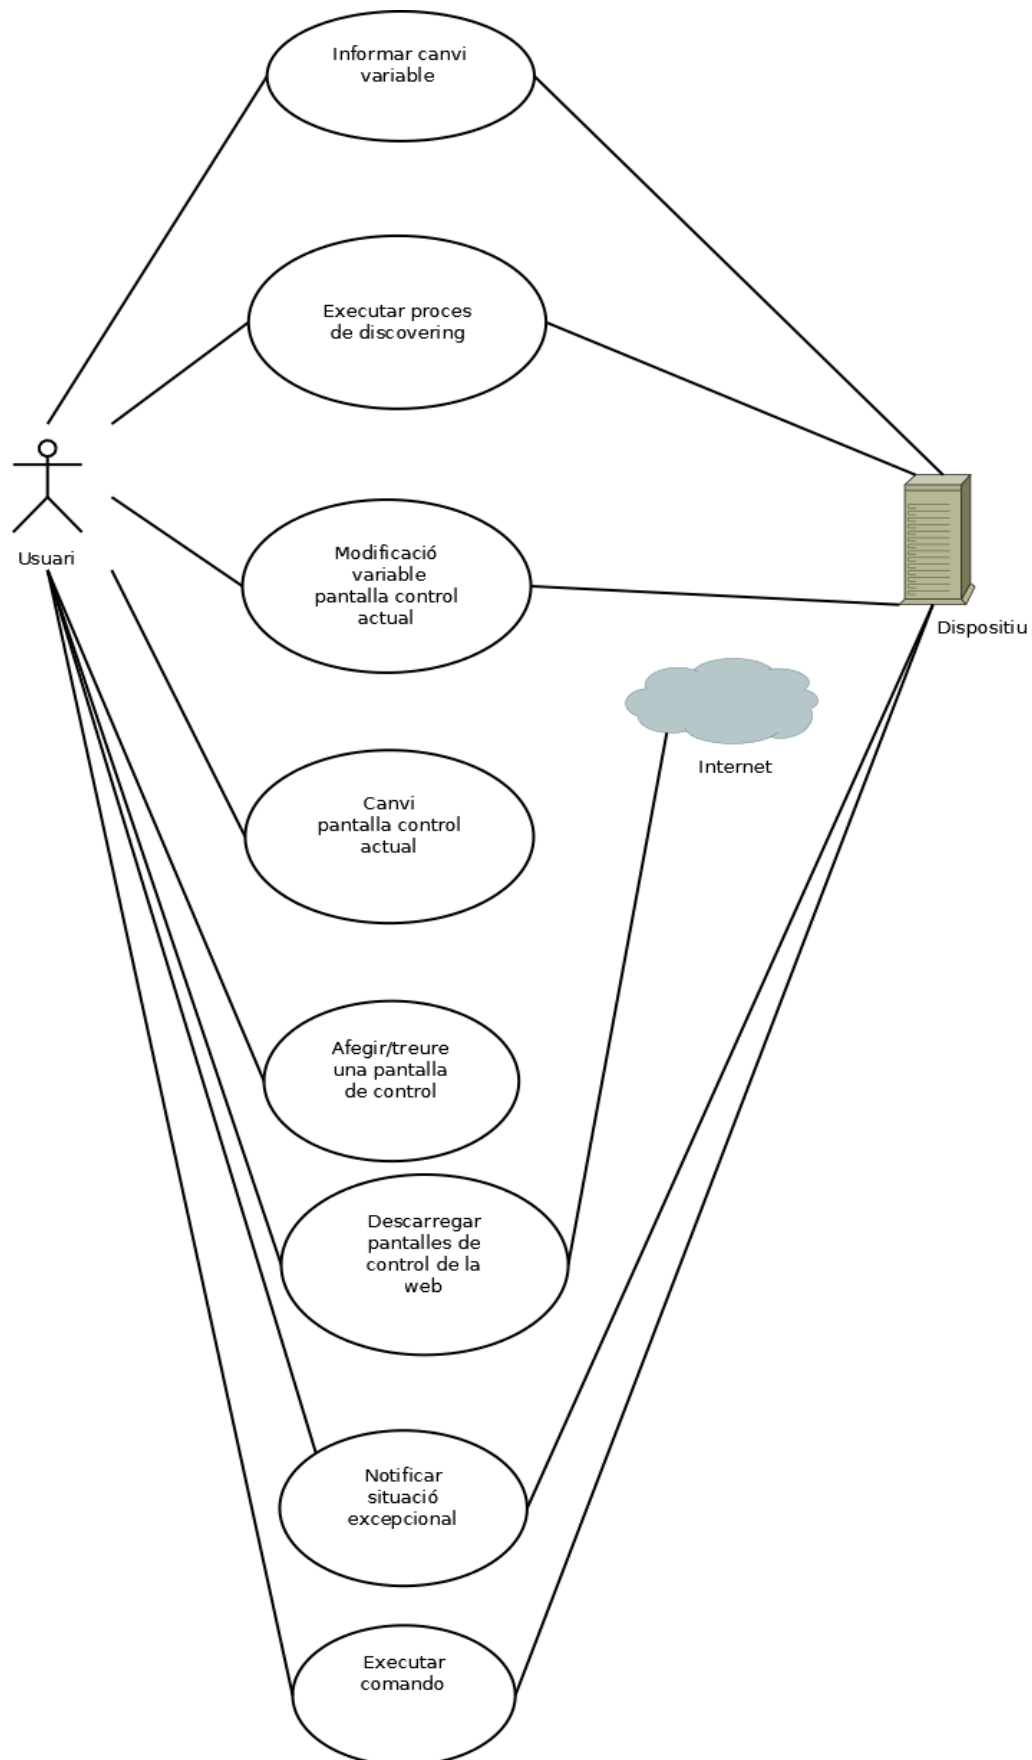 Informar canvi
variable
Executar proces
de discovering
Usuari
Modificació
variable
pantalla control
actual
Dispositiu
Internet
Canvi
pantalla control
actual
Afegir/treure
una pantalla
de control
Descarregar
pantalles de
control de la
web
Notificar
situació
excepcional
Executar
comando